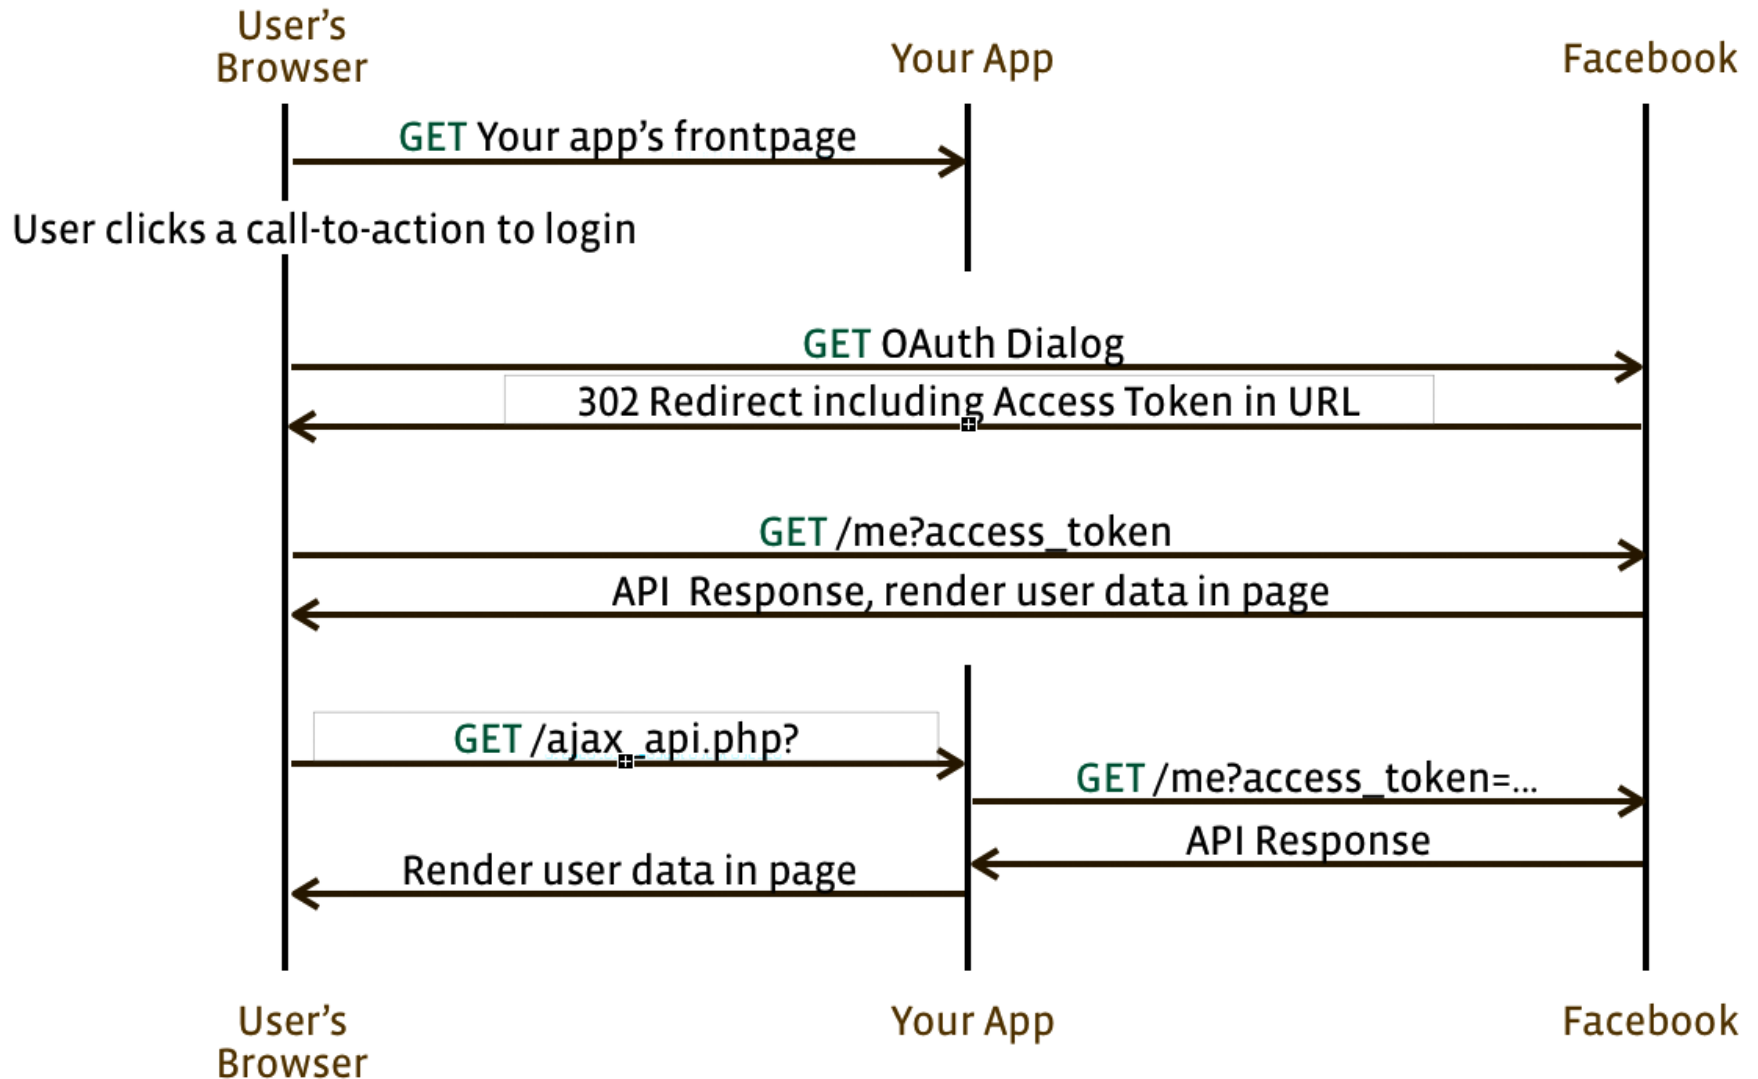 User's
Browser
Your App
Facebook
GET Your app's frontpage
User clicks a call-to-action to login
GET OAuth Dialog
302 Redirect including Access Token in URL
GET /me?access_token
API  Response, render user data in page
GET /ajax_api.php?
GET /me?access_token=...
API Response
Render user data in page
User's
Browser
Your App
Facebook